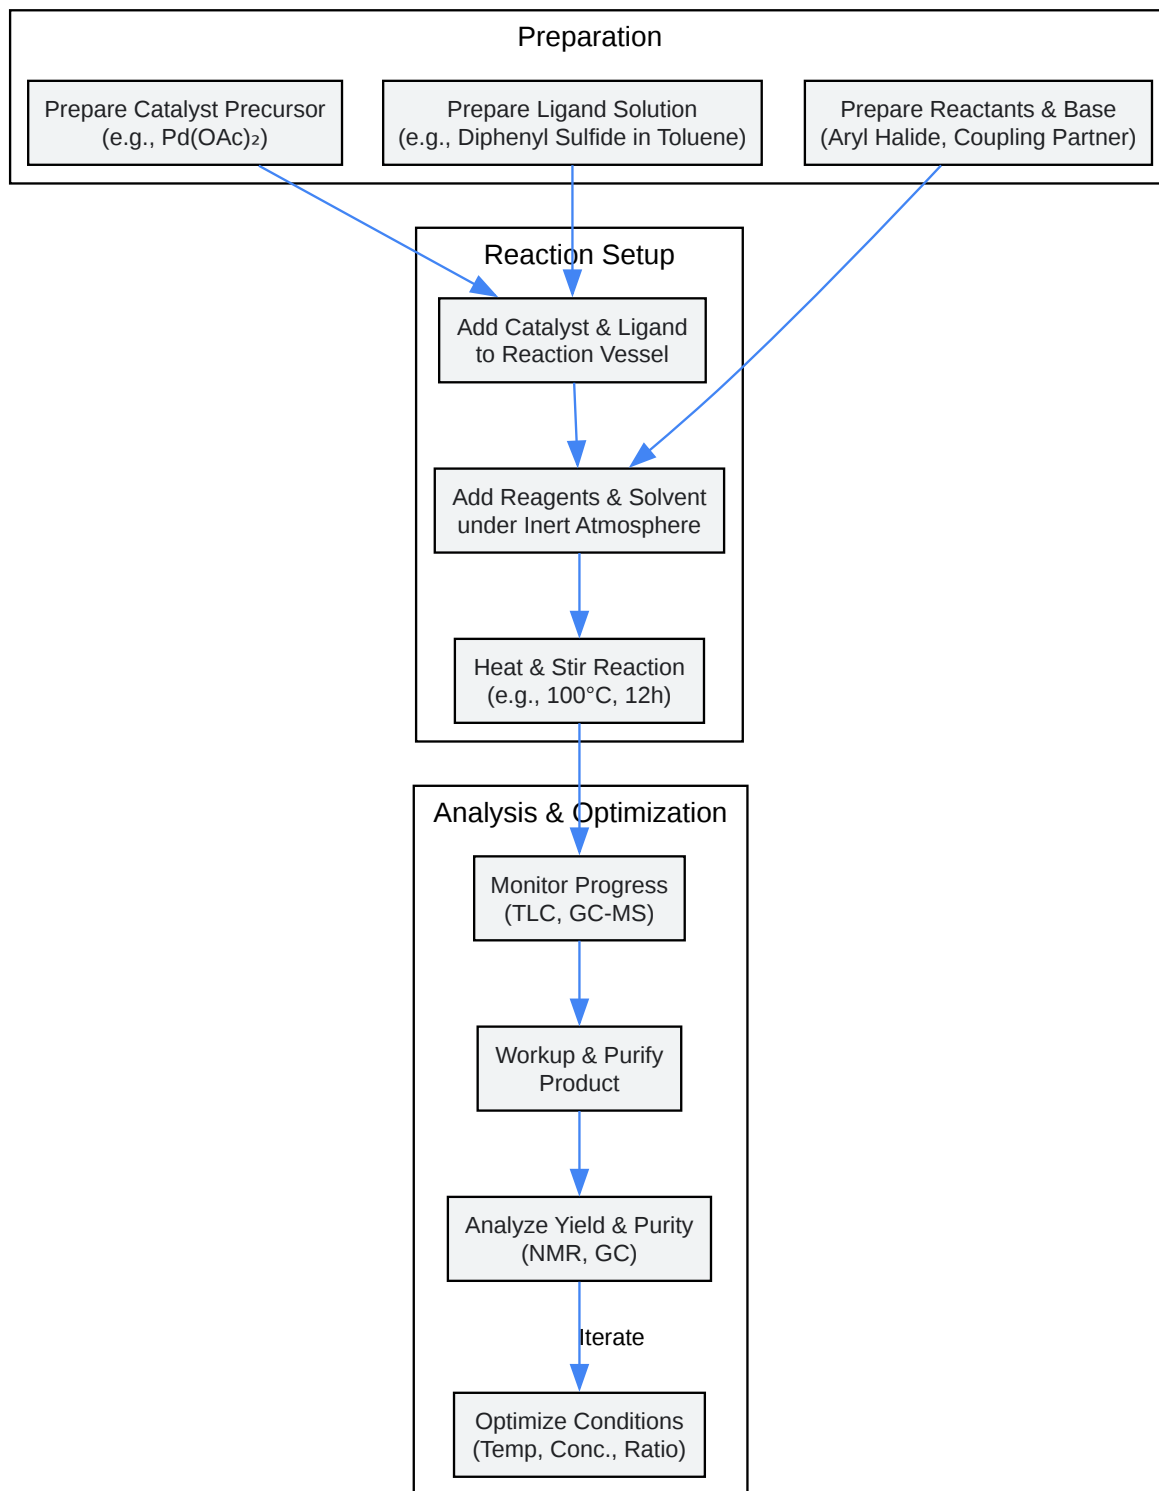 Preparation
Prepare Catalyst Precursor
(e.g., Pd(OAc)₂)
Prepare Ligand Solution
(e.g., Diphenyl Sulfide in Toluene)
Prepare Reactants & Base
(Aryl Halide, Coupling Partner)
Reaction Setup
Add Catalyst & Ligand
to Reaction Vessel
Add Reagents & Solvent
under Inert Atmosphere
Heat & Stir Reaction
(e.g., 100°C, 12h)
Analysis & Optimization
Monitor Progress
(TLC, GC-MS)
Workup & Purify
Product
Analyze Yield & Purity
(NMR, GC)
Iterate
Optimize Conditions
(Temp, Conc., Ratio)